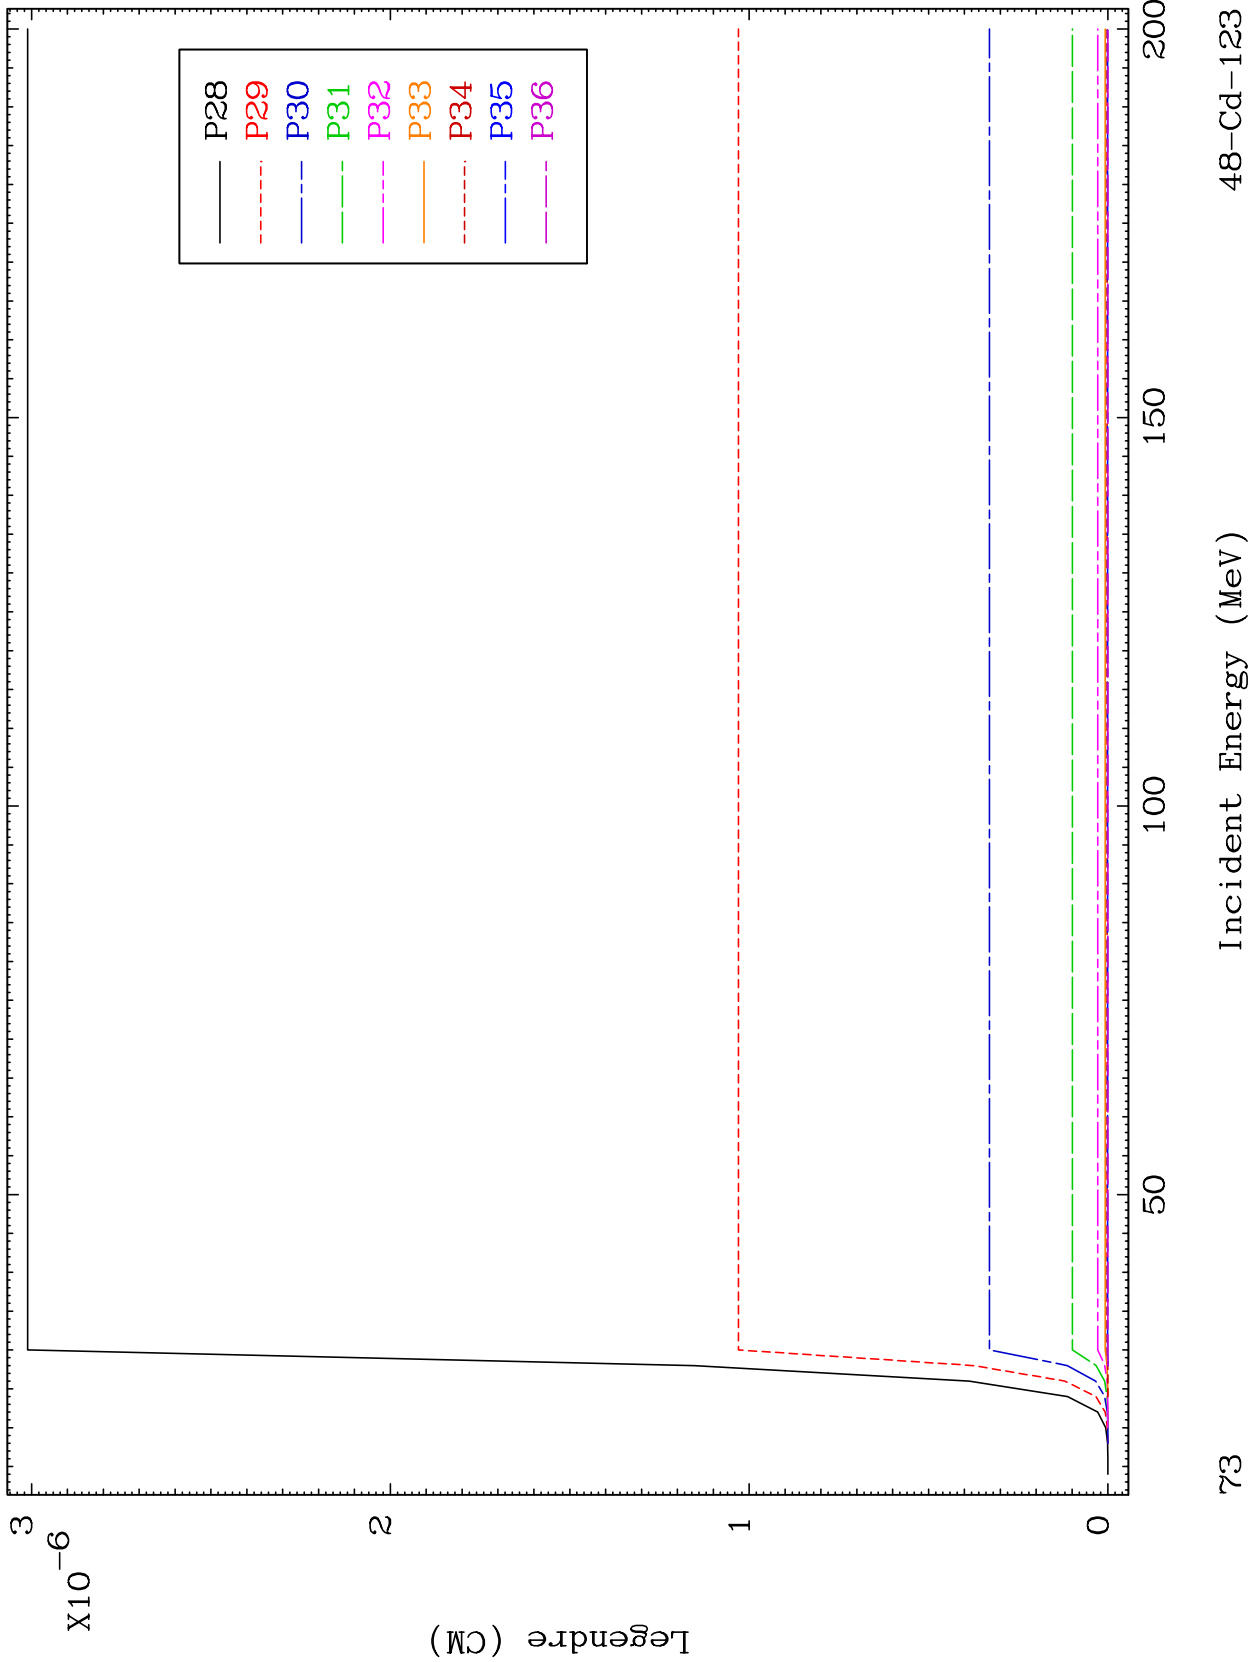 X10-6
3
2
1
0
Legendre (CM)
50
100
150
200
Incident Energy (MeV)
73
48-Cd-123
P28
P29
P30
P31
P32
P33
P34
P35
P36